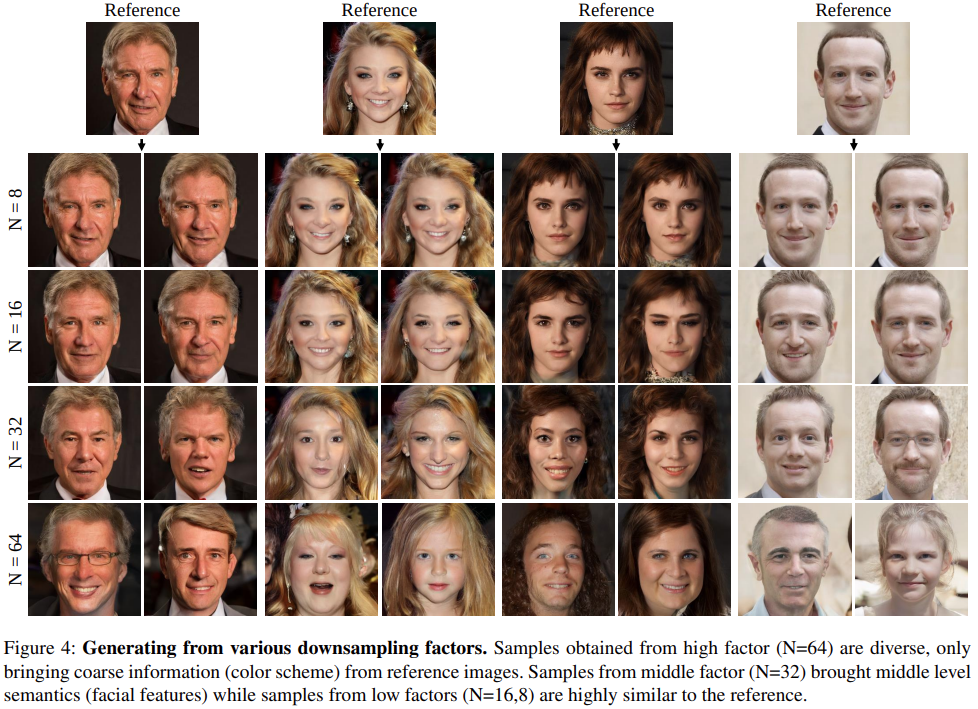 Reference Reference Reference Reference
N = 8
N = 16
N = 32
N = 64
Figure 4: Generating from various downsampling factors. Samples obtained from high factor (N=64) are diverse, only
bringing coarse information (color scheme) from reference images. Samples from middle factor (N=32) brought middle level
semantics (facial features) while samples from low factors (N=16,8) are highly similar to the reference.